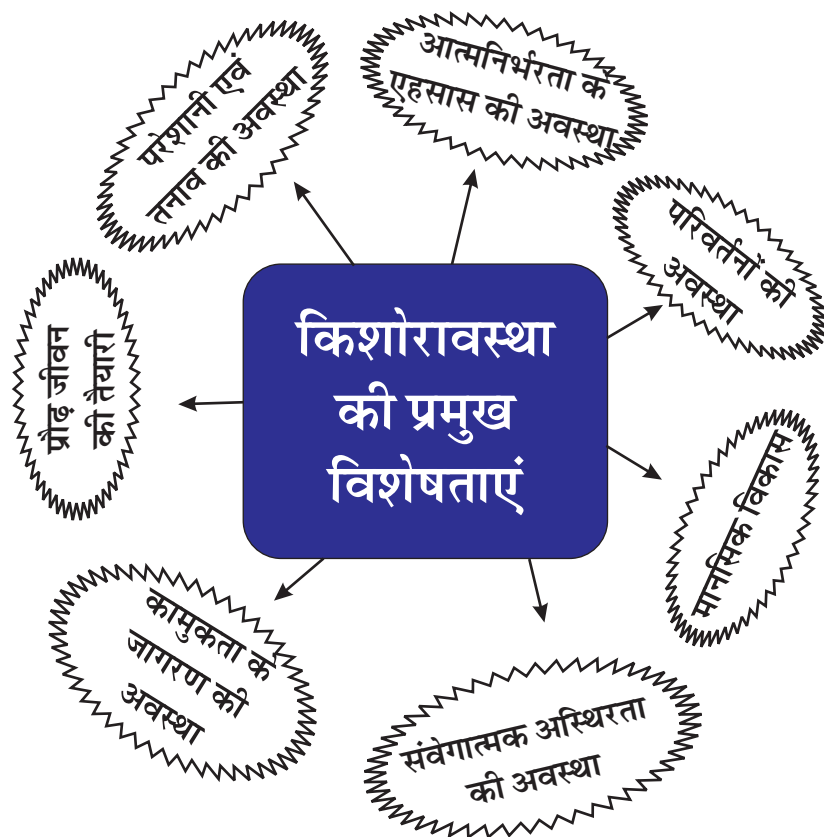 किशोरावस्था
की प्रमुख
विशेषताएं
आत्मनिर्भरता के
एहसास की अवस्था
परिवर्तनों की
अवस्था
मानसिक विकास
संवेगात्मक अस्थिरता
की अवस्था
कामुकता के
जागरण की
अवस्था
प्रौढ़ जीवन
की तैयारी
परेशानी एवं
तनाव की अवस्था